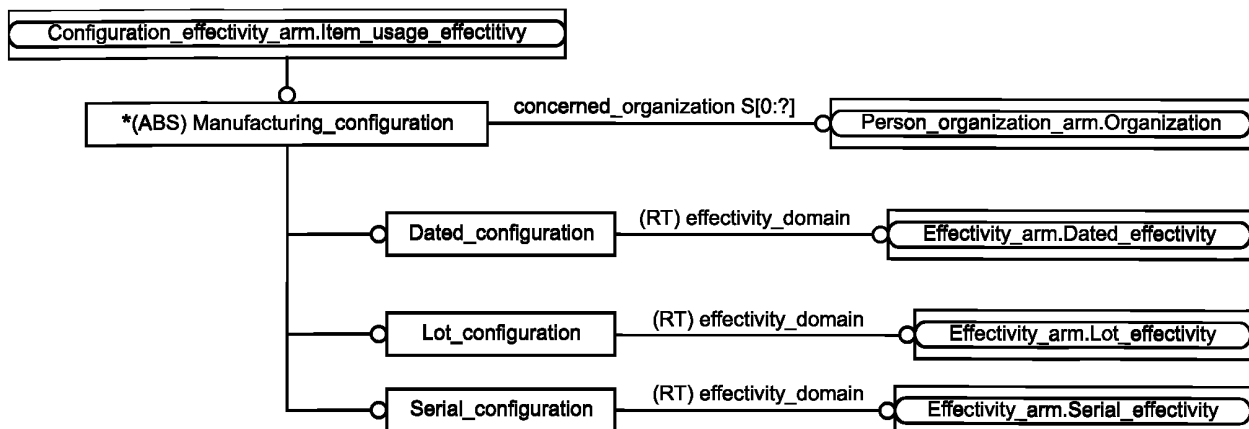 Configuration_effectivity_arm.Item_usage_effectitivy
*(ABS) Manufacturing_configuration
concerned_organization S[0:?]
Person_organization_arm.Organization
Dated_configuration
(RT) effectivity_domain
Effectivity_arm.Dated_effectivity
Lot_configuration
(RT) effectivity_domain
Effectivity_arm.Lot_effectivity
Serial_configuration
(RT) effectivity_domain
Effectivity_arm.Serial_effectivity